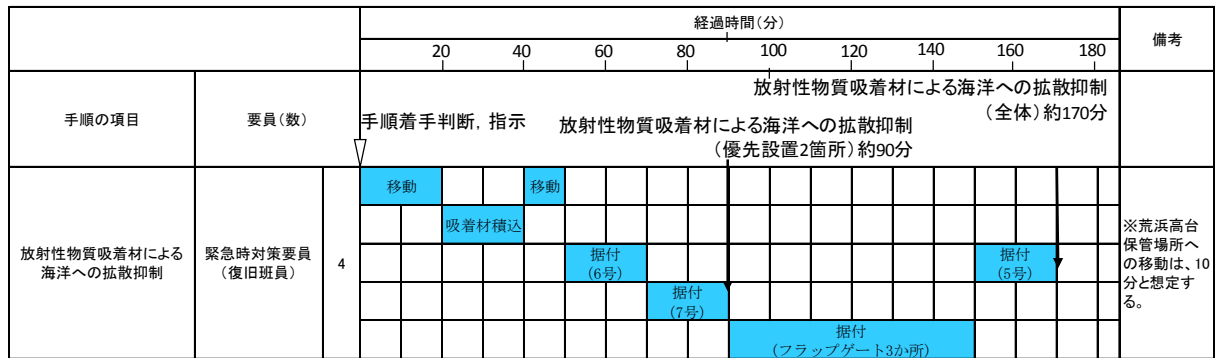 経過時間(分)
備考
20 40 60 80 100 120 140 160 180
手順の項目
要員(数)
放射性物質吸着材による海洋への拡散抑制
(全体)約170分
手順着手判断,指示
放射性物質吸着材による海洋への拡散抑制
(優先設置2箇所)約90分
放射性物質吸着材による
海洋への拡散抑制
緊急時対策要員
(復旧班員)
4
移動
移動
吸着材積込
据付
(6号)
据付
(5号)
据付
(7号)
据付
(フラップゲート3か所)
※荒浜高台
保管場所へ
の移動は、10
分と想定す
る。